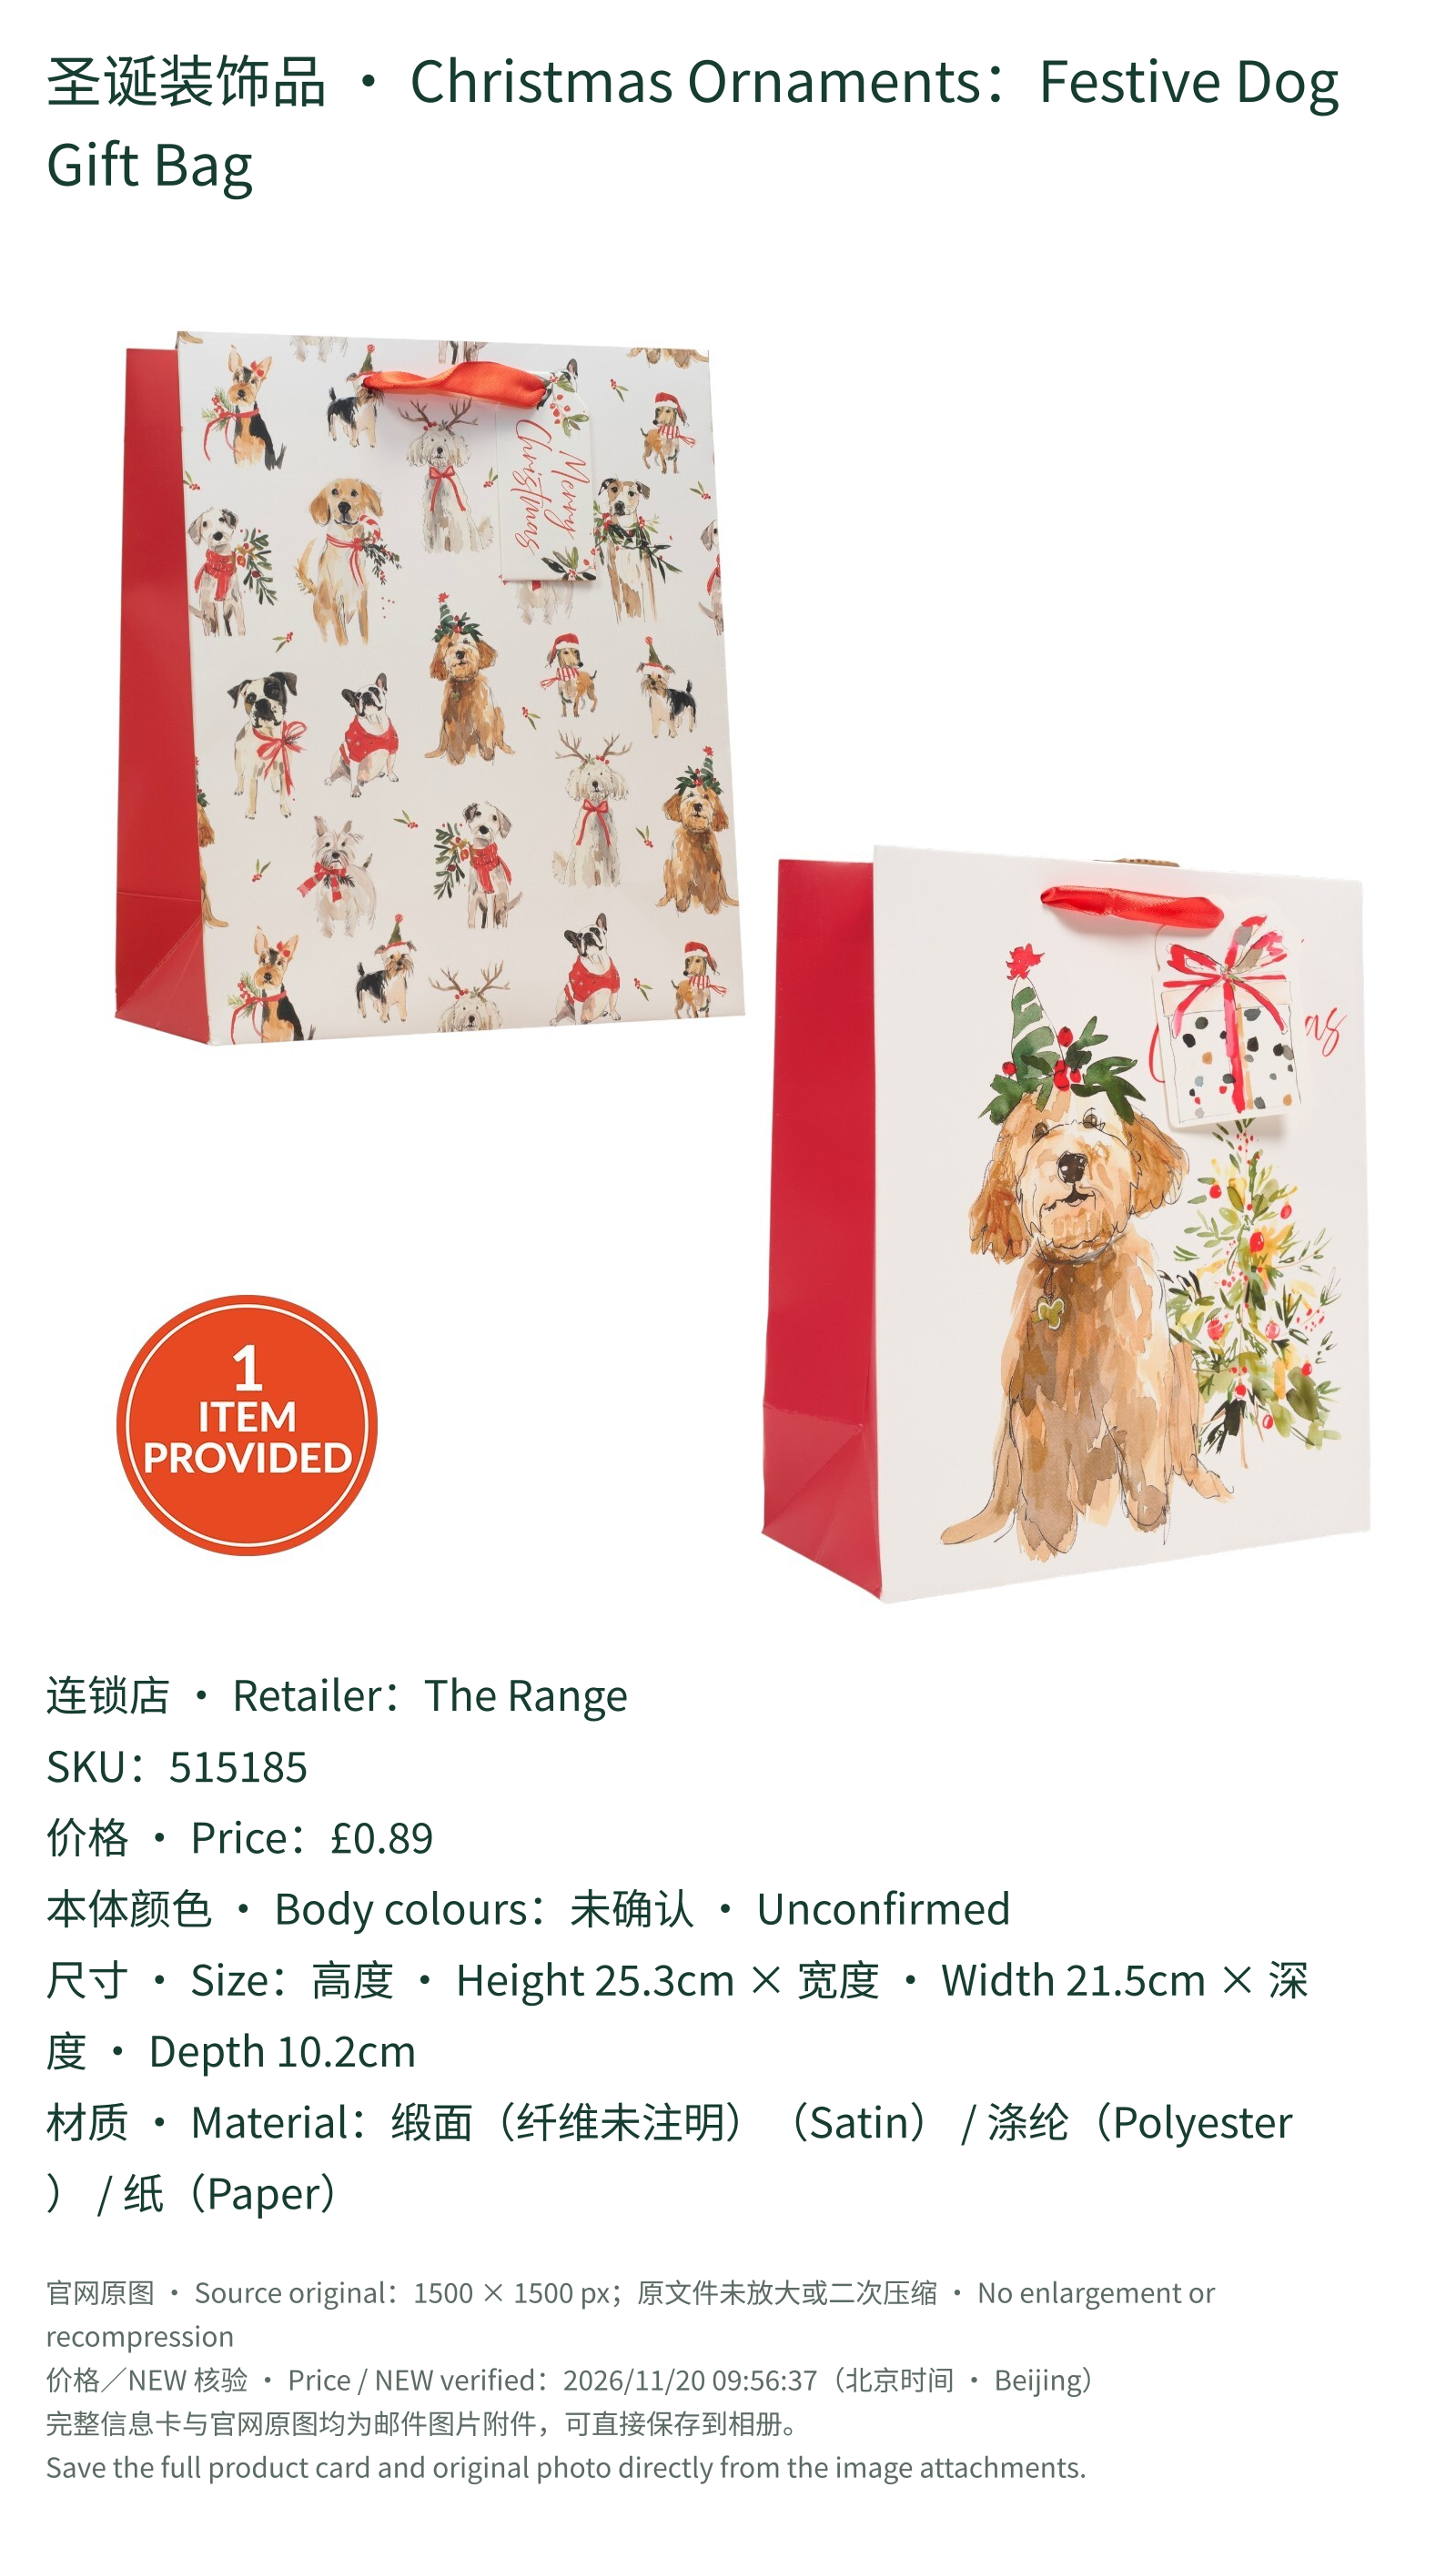 圣诞装饰品 · Christmas Ornaments：Festive Dog
Gift Bag
Merry
Christmas
as
1
ITEM
PROVIDED
连锁店 · Retailer：The Range
SKU：515185
价格 · Price：£0.89
本体颜色 · Body colours：未确认 · Unconfirmed
尺寸 · Size：高度 · Height 25.3cm × 宽度 · Width 21.5cm × 深
度 · Depth 10.2cm
材质 · Material：缎面（纤维未注明）（Satin） / 涤纶（Polyester
） / 纸（Paper）
官网原图 · Source original：1500 × 1500 px；原文件未放大或二次压缩 · No enlargement or
recompression
价格／NEW 核验 · Price / NEW verified：2026/11/20 09:56:37（北京时间 · Beijing）
完整信息卡与官网原图均为邮件图片附件，可直接保存到相册。
Save the full product card and original photo directly from the image attachments.